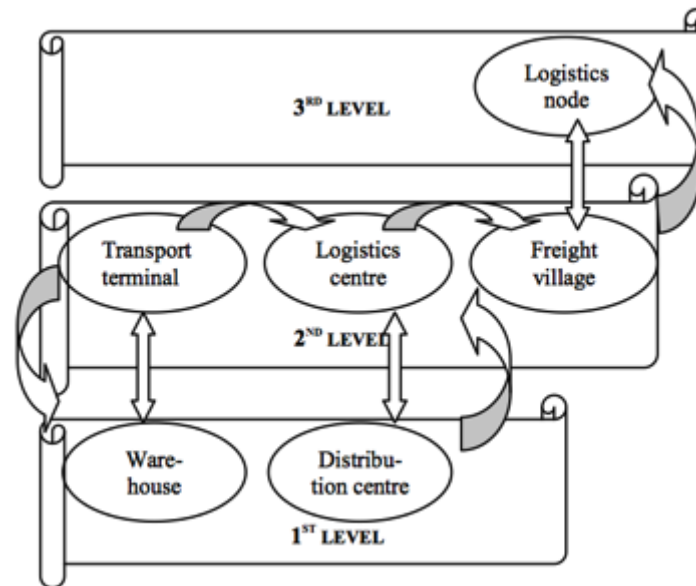 Logistics
node
3RD LEVEL
Transport
terminal
Logistics
centre
Freight
village
2ND LEVEL
Ware-
house
Distribu-
tion centre
1ST LEVEL